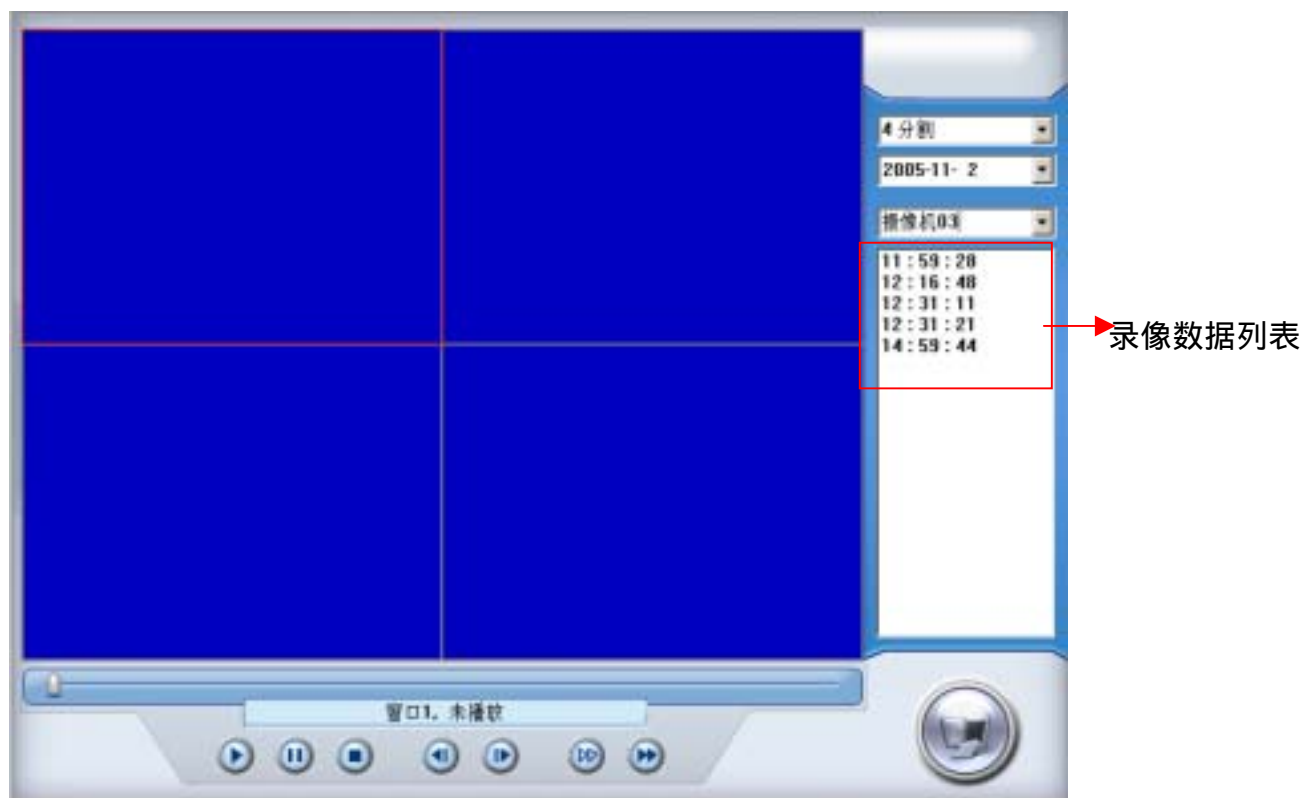 4 分割
2005-11- 2
摄像机03
11 : 59 : 28
12 : 16 : 48
12 : 31 : 11
12 : 31 : 21
14 : 59 : 44
录像数据列表
窗口1, 未播放